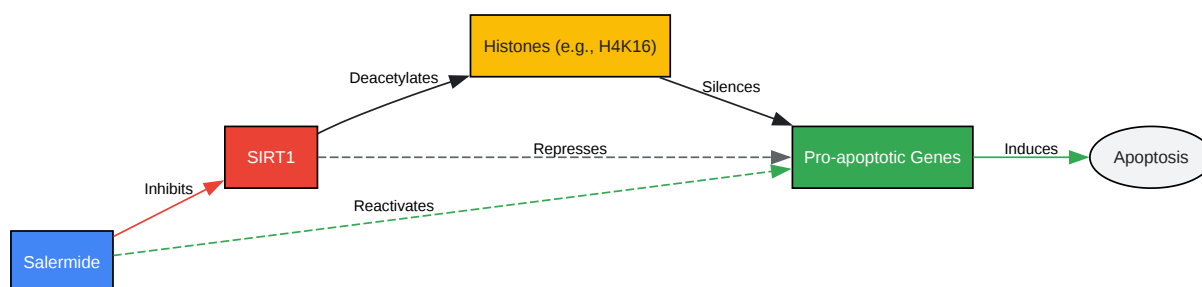 Histones (e.g., H4K16)
Deacetylates
Silences
SIRT1
Represses
Pro-apoptotic Genes
Induces
Apoptosis
Inhibits
Reactivates
Salermide